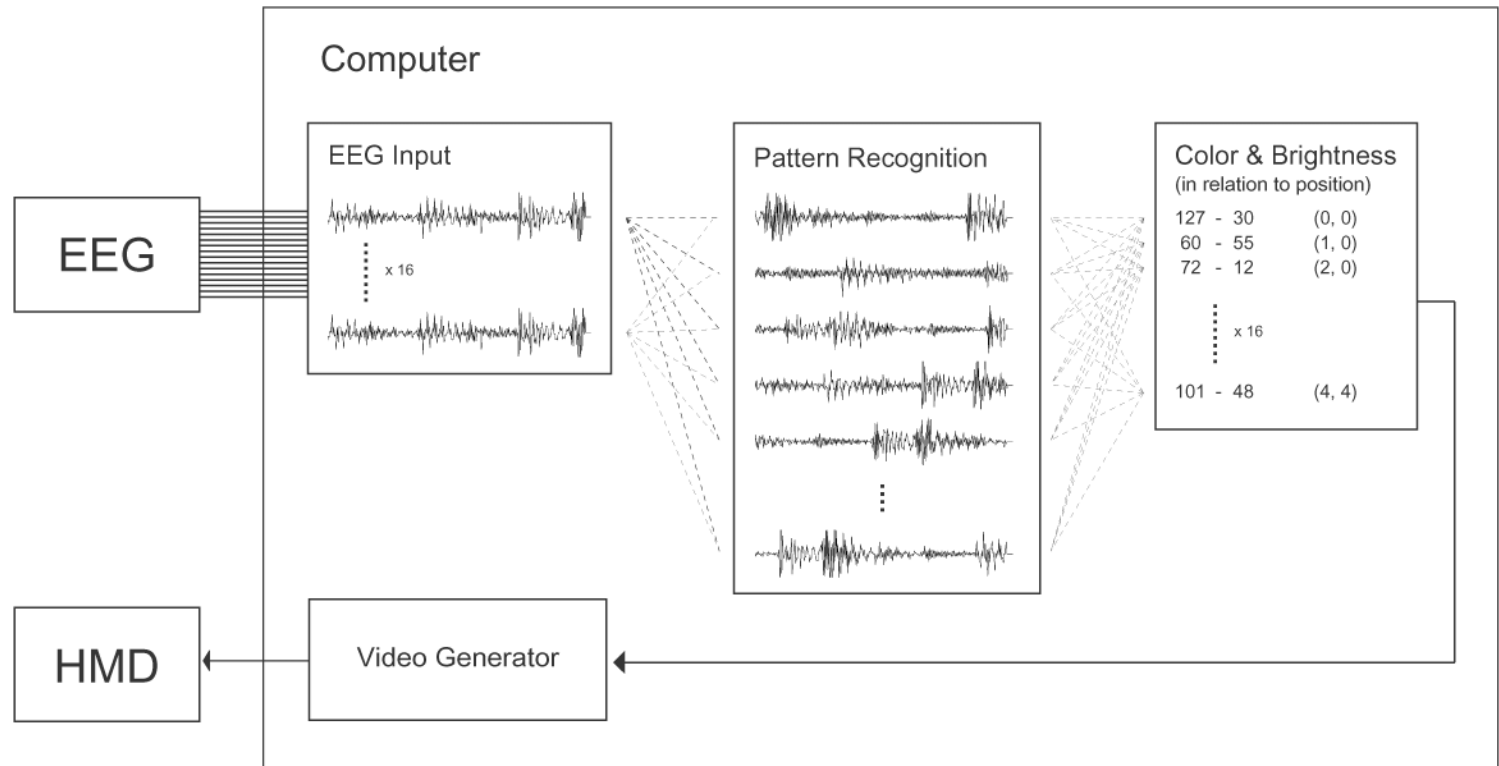 Computer
EEG
EEG Input
x 16
Pattern Recognition
Color & Brightness
(in relation to position)
127 - 30 (0, 0)
60 - 55 (1, 0)
72 - 12 (2, 0)
x 16
101 - 48 (4, 4)
HMD
Video Generator